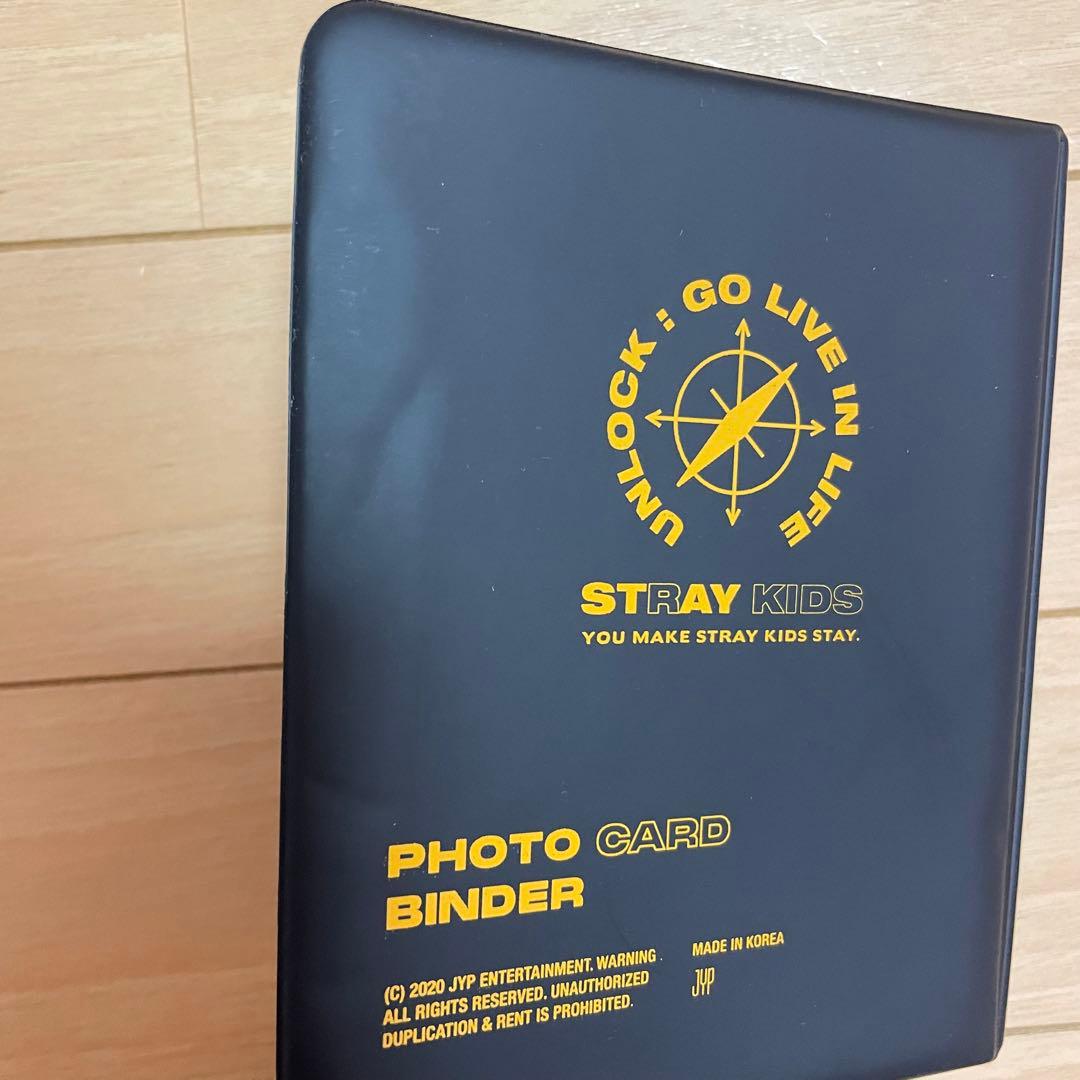 UNLOCK : GO LIVE IN LIFE
STRAY KIDS
YOU MAKE STRAY KIDS STAY.
PHOTO CARD
BINDER
(C) 2020 JYP ENTERTAINMENT. WARNING
ALL RIGHTS RESERVED. UNAUTHORIZED
DUPLICATION & RENT IS PROHIBITED.
MADE IN KOREA
JYP